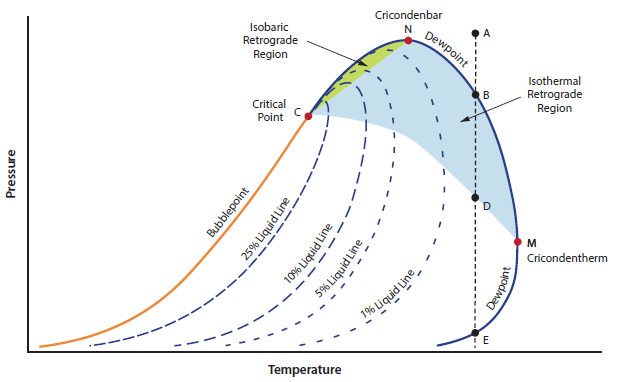 Cricondenbar
N
Isobaric
Retrograde
Region
Dewpoint
A
Isothermal
Retrograde
Region
B
Critical
Point
C
Pressure
Bubblepoint
25% Liquid Line
10% Liquid Line
5% Liquid Line
1% Liquid Line
D
M
Cricondentherm
Dewpoint
E
Temperature